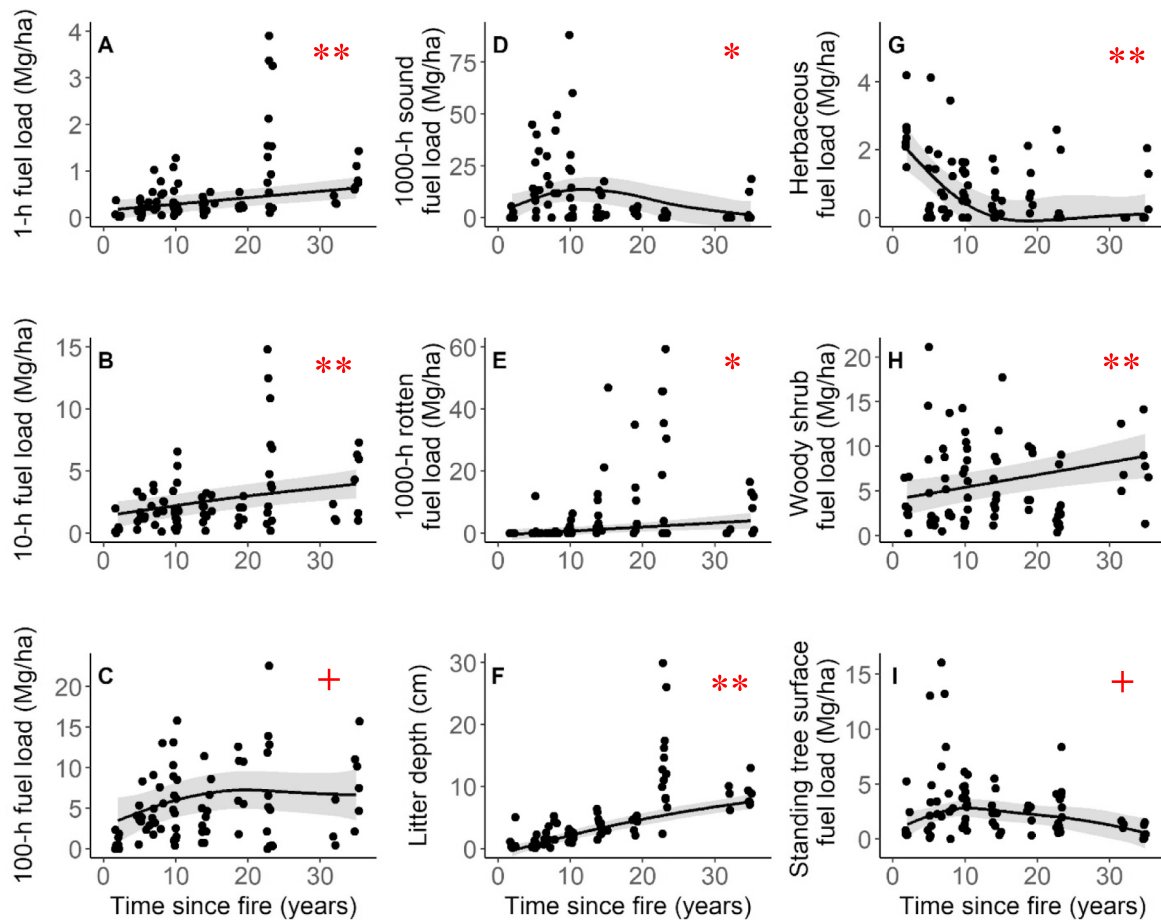 A
**
1-h fuel load (Mg/ha)
4
3
2
1
0
0 10 20 30
D
*
1000-h sound
fuel load (Mg/ha)
75
50
25
0
0 10 20 30
G
**
Herbaceous
fuel load (Mg/ha)
4
2
0
0 10 20 30
B
**
10-h fuel load (Mg/ha)
15
10
5
0
0 10 20 30
E
*
1000-h rotten
fuel load (Mg/ha)
60
40
20
0
0 10 20 30
H
**
Woody shrub
fuel load (Mg/ha)
20
15
10
5
0
0 10 20 30
C
+
100-h fuel load (Mg/ha)
20
15
10
5
0
0 10 20 30
Time since fire (years)
F
**
Litter depth (cm)
30
20
10
0
0 10 20 30
Time since fire (years)
I
+
Standing tree surface
fuel load (Mg/ha)
15
10
5
0
0 10 20 30
Time since fire (years)